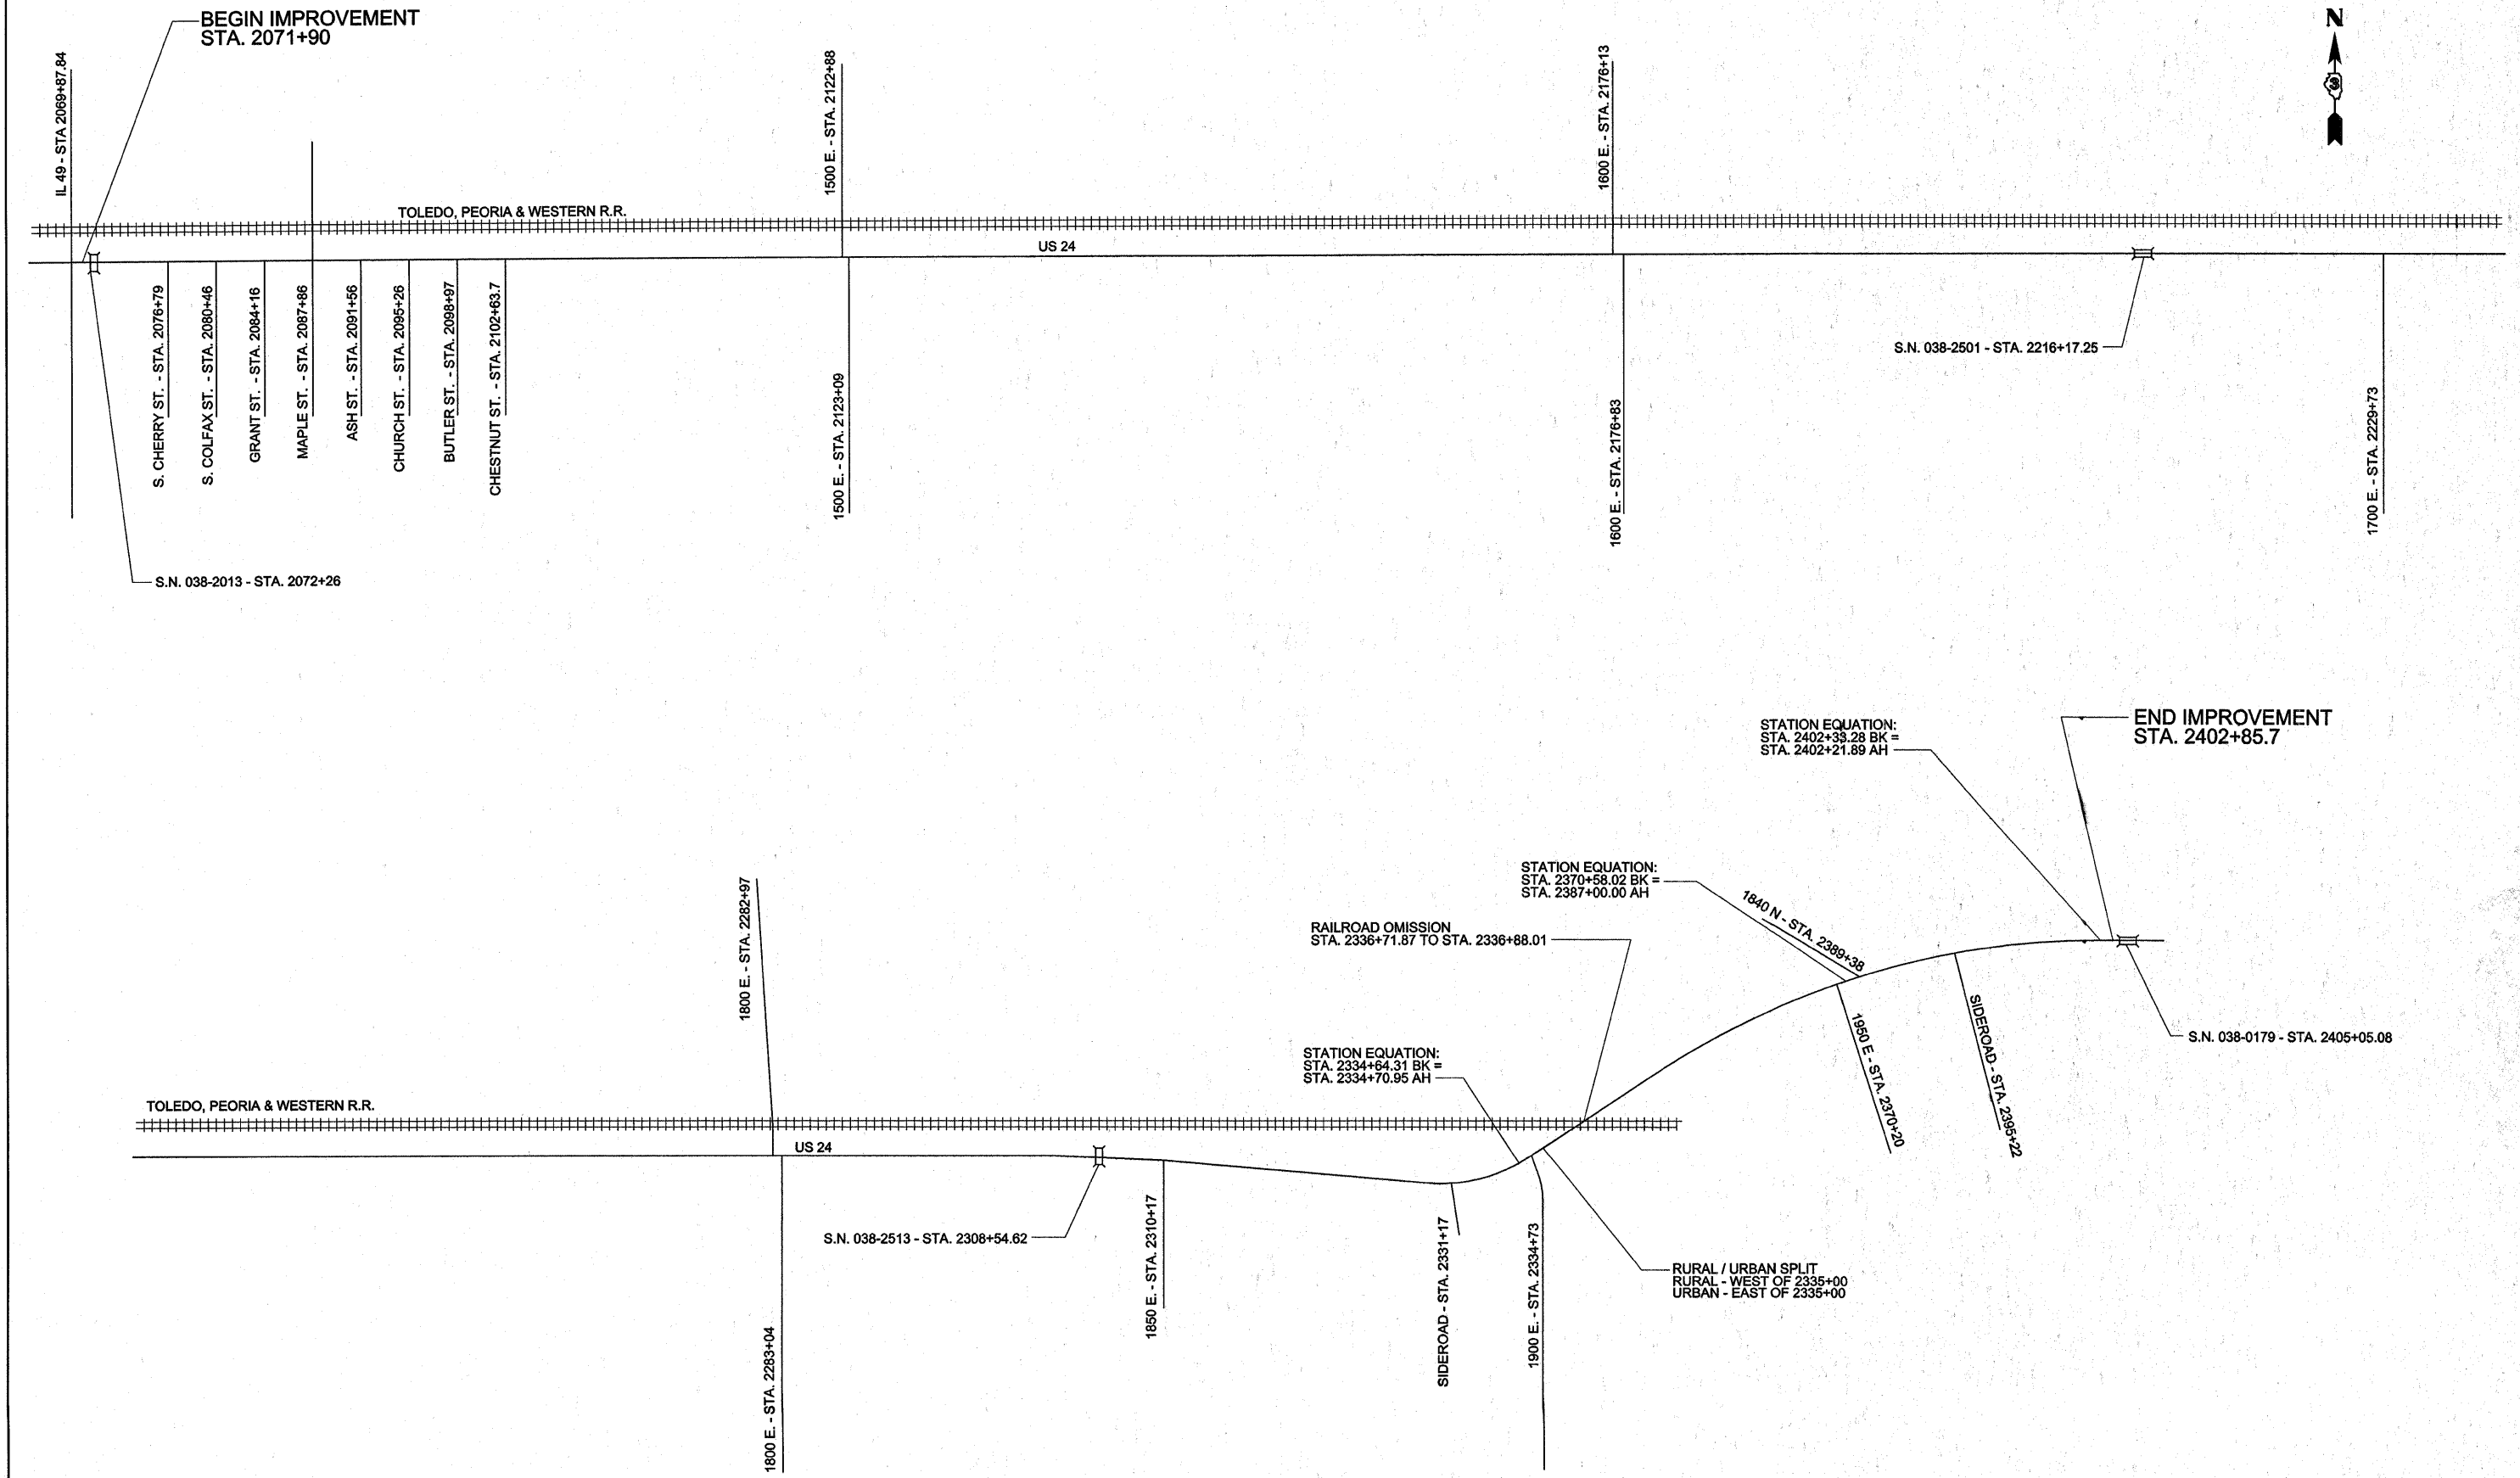 BEGIN IMPROVEMENT
STA. 2071+90
N
IL 49 - STA 2069+87.84
1500 E. - STA. 2122+88
1600 E. - STA. 2176+13
TOLEDO, PEORIA & WESTERN R.R.
US 24
S. CHERRY ST. - STA. 2076+79
S. COLFAX ST. - STA. 2080+46
GRANT ST. - STA. 2084+16
MAPLE ST. - STA. 2087+86
ASH ST. - STA. 2091+56
CHURCH ST. - STA. 2095+26
BUTLER ST. - STA. 2098+97
CHESTNUT ST. - STA. 2102+63.7
1500 E. - STA. 2123+09
1600 E. - STA. 2176+83
S.N. 038-2501 - STA. 2216+17.25
1700 E. - STA. 2229+73
S.N. 038-2013 - STA. 2072+26
STATION EQUATION:
STA. 2402+33.28 BK =
STA. 2402+21.89 AH
END IMPROVEMENT
STA. 2402+85.7
STATION EQUATION:
STA. 2370+58.02 BK =
STA. 2387+00.00 AH
1840 N - STA. 2389+38
RAILROAD OMISSION
STA. 2336+71.87 TO STA. 2336+88.01
1800 E. - STA. 2282+97
1950 E - STA. 2370+20
SIDEROAD - STA. 2395+22
S.N. 038-0179 - STA. 2405+05.08
STATION EQUATION:
STA. 2334+64.31 BK =
STA. 2334+70.95 AH
TOLEDO, PEORIA & WESTERN R.R.
US 24
S.N. 038-2513 - STA. 2308+54.62
1850 E. - STA. 2310+17
SIDEROAD - STA. 2331+17
1900 E. - STA. 2334+73
RURAL / URBAN SPLIT
RURAL - WEST OF 2335+00
URBAN - EAST OF 2335+00
1800 E. - STA. 2283+04